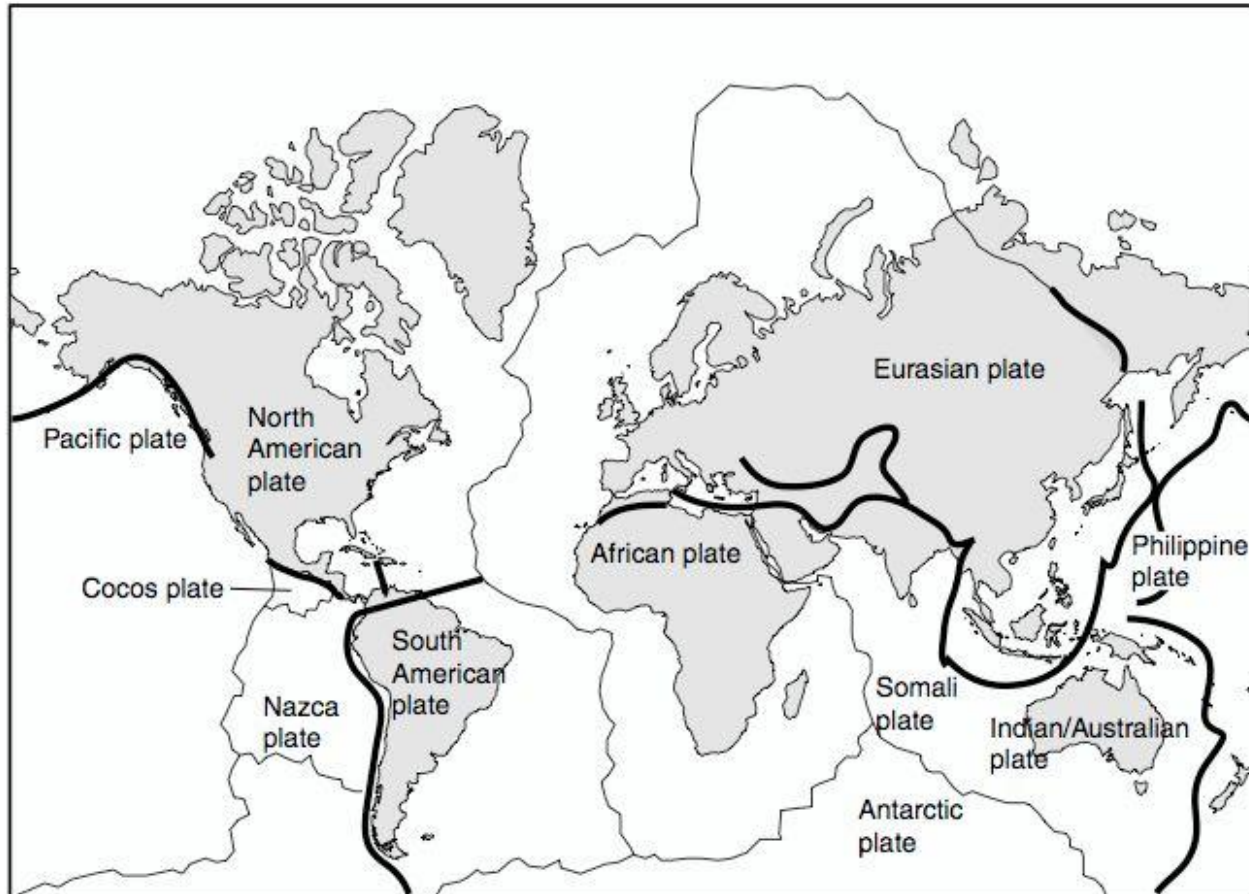 Eurasian plate
North
American
plate
Pacific plate
African plate
Philippine
plate
Cocos plate
South
American
plate
Somali
plate
Nazca
plate
Indian/Australian
plate
Antarctic
plate